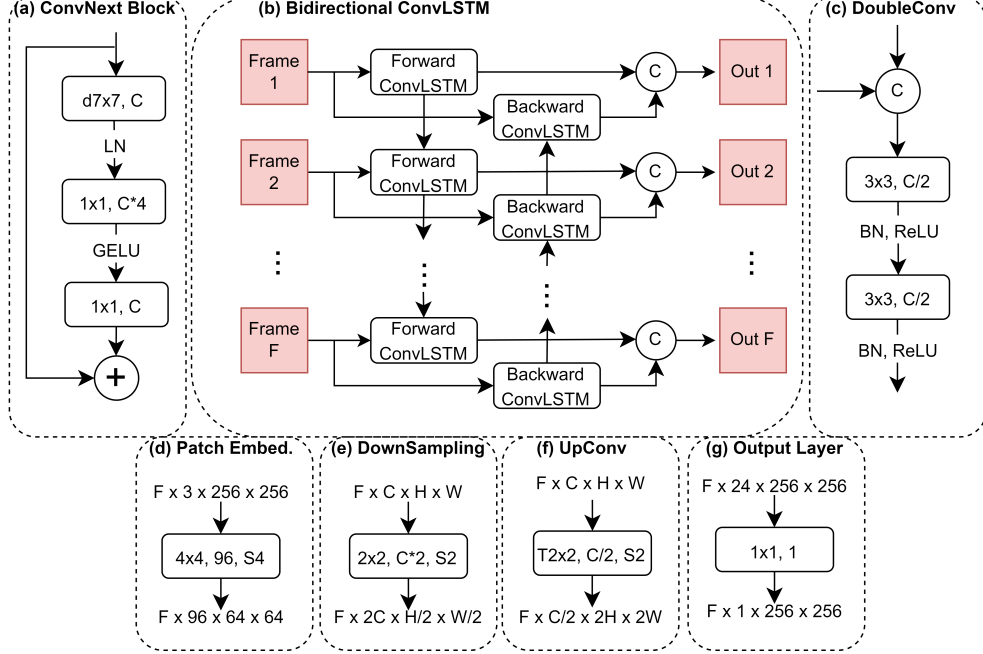 (a) ConvNext Block
d7x7, C
LN
1x1, C*4
GELU
1x1, C
+
(b) Bidirectional ConvLSTM
Frame
1
Forward
ConvLSTM
C
Out 1
Backward
ConvLSTM
Frame
2
Forward
ConvLSTM
C
Out 2
Backward
ConvLSTM
Frame
F
Forward
ConvLSTM
C
Out F
Backward
ConvLSTM
(c) DoubleConv
C
3x3, C/2
BN, ReLU
3x3, C/2
BN, ReLU
(d) Patch Embed.
F x 3 x 256 x 256
4x4, 96, S4
F x 96 x 64 x 64
(e) DownSampling
F x C x H x W
2x2, C*2, S2
F x 2C x H/2 x W/2
(f) UpConv
F x C x H x W
T2x2, C/2, S2
F x C/2 x 2H x 2W
(g) Output Layer
F x 24 x 256 x 256
1x1, 1
F x 1 x 256 x 256